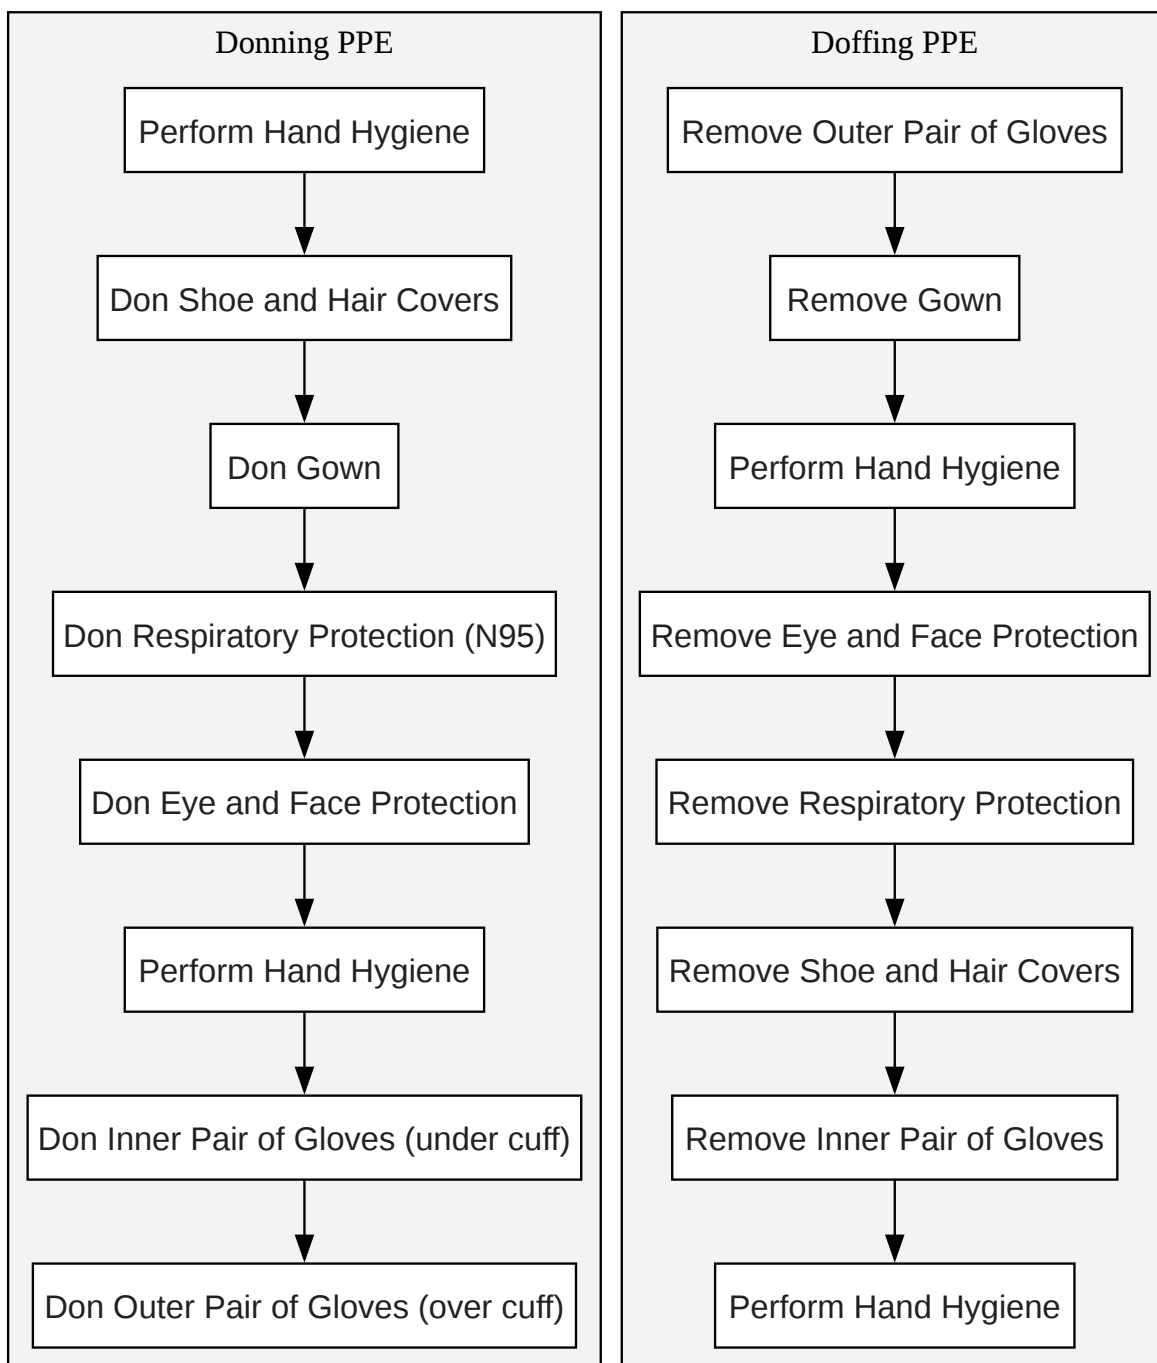 Donning PPE
Perform Hand Hygiene
Don Shoe and Hair Covers
Don Gown
Don Respiratory Protection (N95)
Don Eye and Face Protection
Perform Hand Hygiene
Don Inner Pair of Gloves (under cuff)
Don Outer Pair of Gloves (over cuff)
Doffing PPE
Remove Outer Pair of Gloves
Remove Gown
Perform Hand Hygiene
Remove Eye and Face Protection
Remove Respiratory Protection
Remove Shoe and Hair Covers
Remove Inner Pair of Gloves
Perform Hand Hygiene